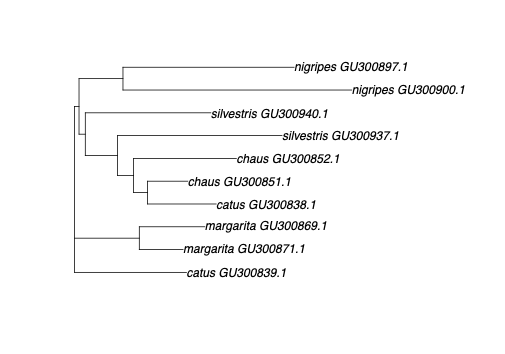 nigripes GU300897.1
nigripes GU300900.1
silvestris GU300940.1
silvestris GU300937.1
chaus GU300852.1
chaus GU300851.1
catus GU300838.1
margarita GU300869.1
margarita GU300871.1
catus GU300839.1